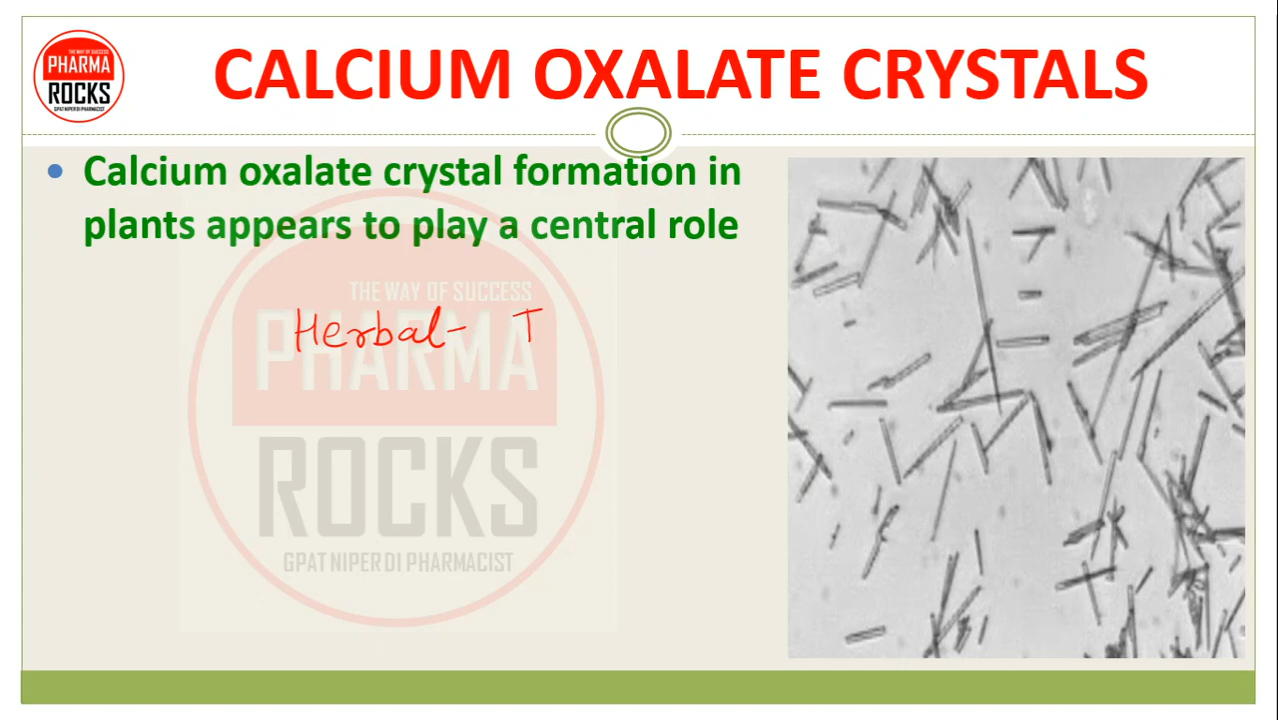 THE WAY OF SUCCESS
PHARMA
ROCKS
GPAT NIPER DI PHARMACIST
CALCIUM OXALATE CRYSTALS
• Calcium oxalate crystal formation in
plants appears to play a central role
THE WAY OF SUCCESS
Herbal- T
PHARMA
ROCKS
GPAT NIPER DI PHARMACIST